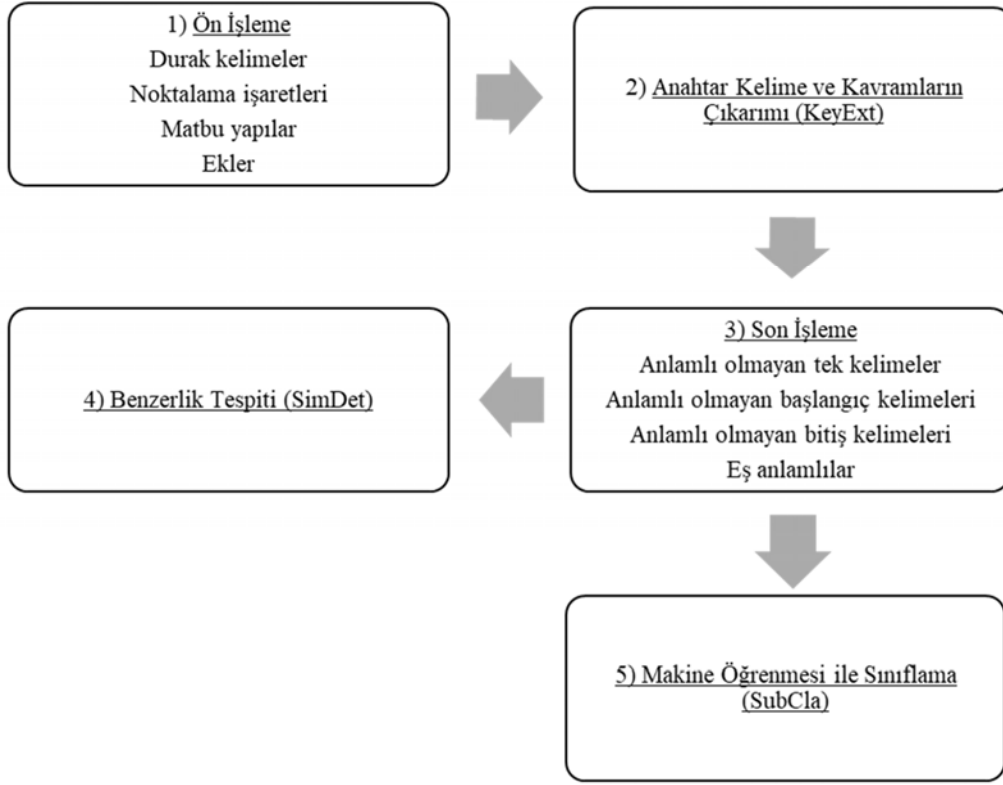 1) Ön İşleme
Durak kelimeler
Noktalama işaretleri
Matbu yapılar
Ekler
2) Anahtar Kelime ve Kavramların
Çıkarımı (KeyExt)
3) Son İşleme
Anlamlı olmayan tek kelimeler
Anlamlı olmayan başlangıç kelimeleri
Anlamlı olmayan bitiş kelimeleri
Eş anlamlılar
4) Benzerlik Tespiti (SimDet)
5) Makine Öğrenmesi ile Sınıflama
(SubCla)